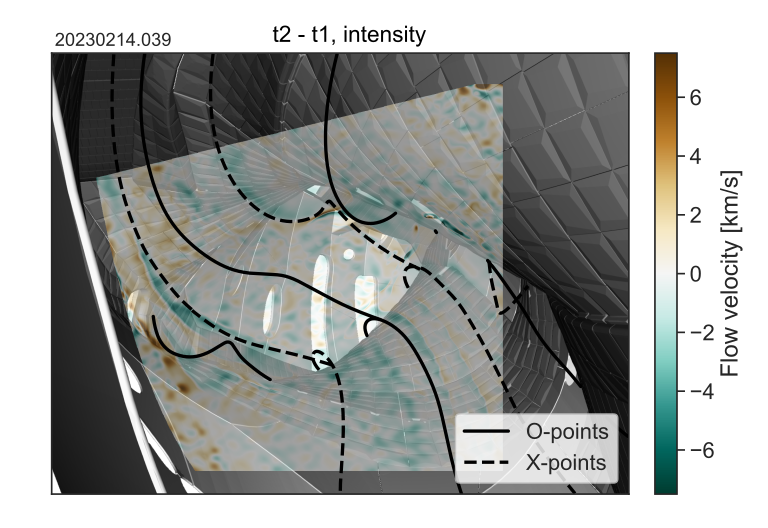 20230214.039
t2 - t1, intensity
6
4
2
0
−2
−4
−6
Flow velocity [km/s]
O-points
X-points